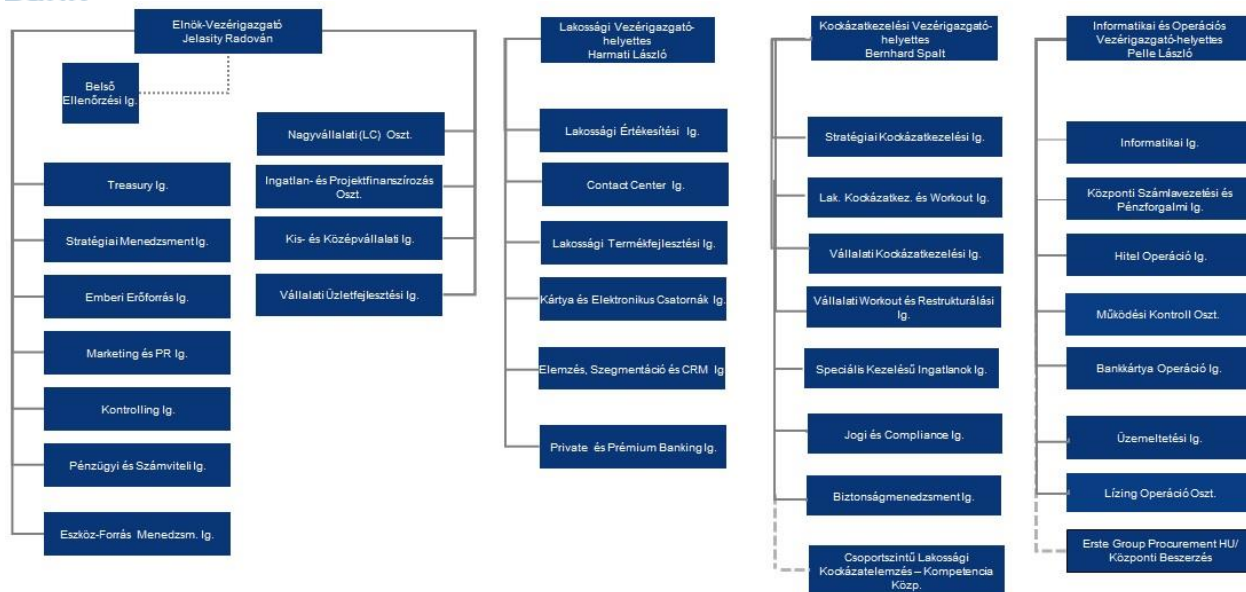 Elnök-Vezérigazgató
Jelasity Radován
Belső
Ellenőrzési Ig.
Treasury Ig.
Stratégiai Menedzsment Ig.
Emberi Erőforrás Ig.
Marketing és PR Ig.
Kontrolling Ig.
Pénzügyi és Számviteli Ig.
Eszköz-Forrás Menedzsm. Ig.
Nagyvállalati (LC) Oszt.
Ingatlan- és Projektfinanszírozás
Oszt.
Kis- és Középvállalati Ig.
Vállalati Üzletfejlesztési Ig.
Lakossági Vezérigazgató-
helyettes
Harmati László
Lakossági Értékesítési Ig.
Contact Center Ig.
Lakossági Termékfejlesztési Ig.
Kártya és Elektronikus Csatornák Ig.
Elemzés, Szegmentáció és CRM Ig
Private és Prémium Banking Ig.
Kockázatkezelési Vezérigazgató-
helyettes
Bernhard Spalt
Stratégiai Kockázatkezelési Ig.
Lak. Kockázatkez. és Workout Ig.
Vállalati Kockázatkezelési Ig.
Vállalati Workout és Restrukturálási
Ig.
Speciális Kezelésű Ingatlanok Ig.
Jogi és Compliance Ig.
Biztonságmenedzsment Ig.
Csoportszintű Lakossági
Kockázatelemzés – Kompetencia
Közp.
Informatikai és Operációs
Vezérigazgató-helyettes
Pelle László
Informatikai Ig.
Központi Számlavezetési és
Pénzforgalmi Ig.
Hitel Operáció Ig.
Működési Kontroll Oszt.
Bankkártya Operáció Ig.
Üzemeltetési Ig.
Lízing Operáció Oszt.
Erste Group Procurement HU/
Központi Beszerzés